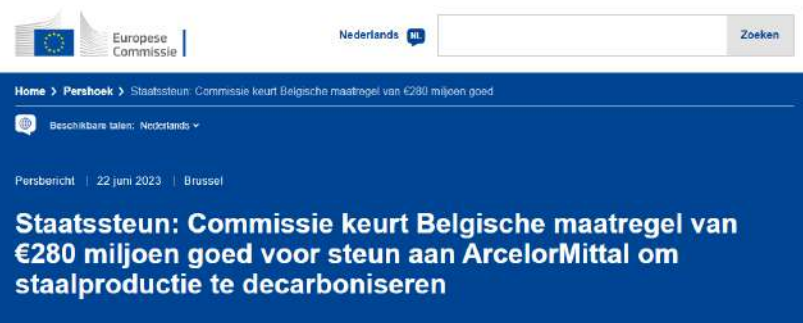 Europese
Commissie
Nederlands NL
Zoeken
Home > Pershoek > Staatssteun: Commissie keurt Belgische maatregel van €280 miljoen goed
Beschikbare talen: Nederlands
Persbericht | 22 juni 2023 | Brussel
Staatssteun: Commissie keurt Belgische maatregel van
€280 miljoen goed voor steun aan ArcelorMittal om
staalproductie te decarboniseren